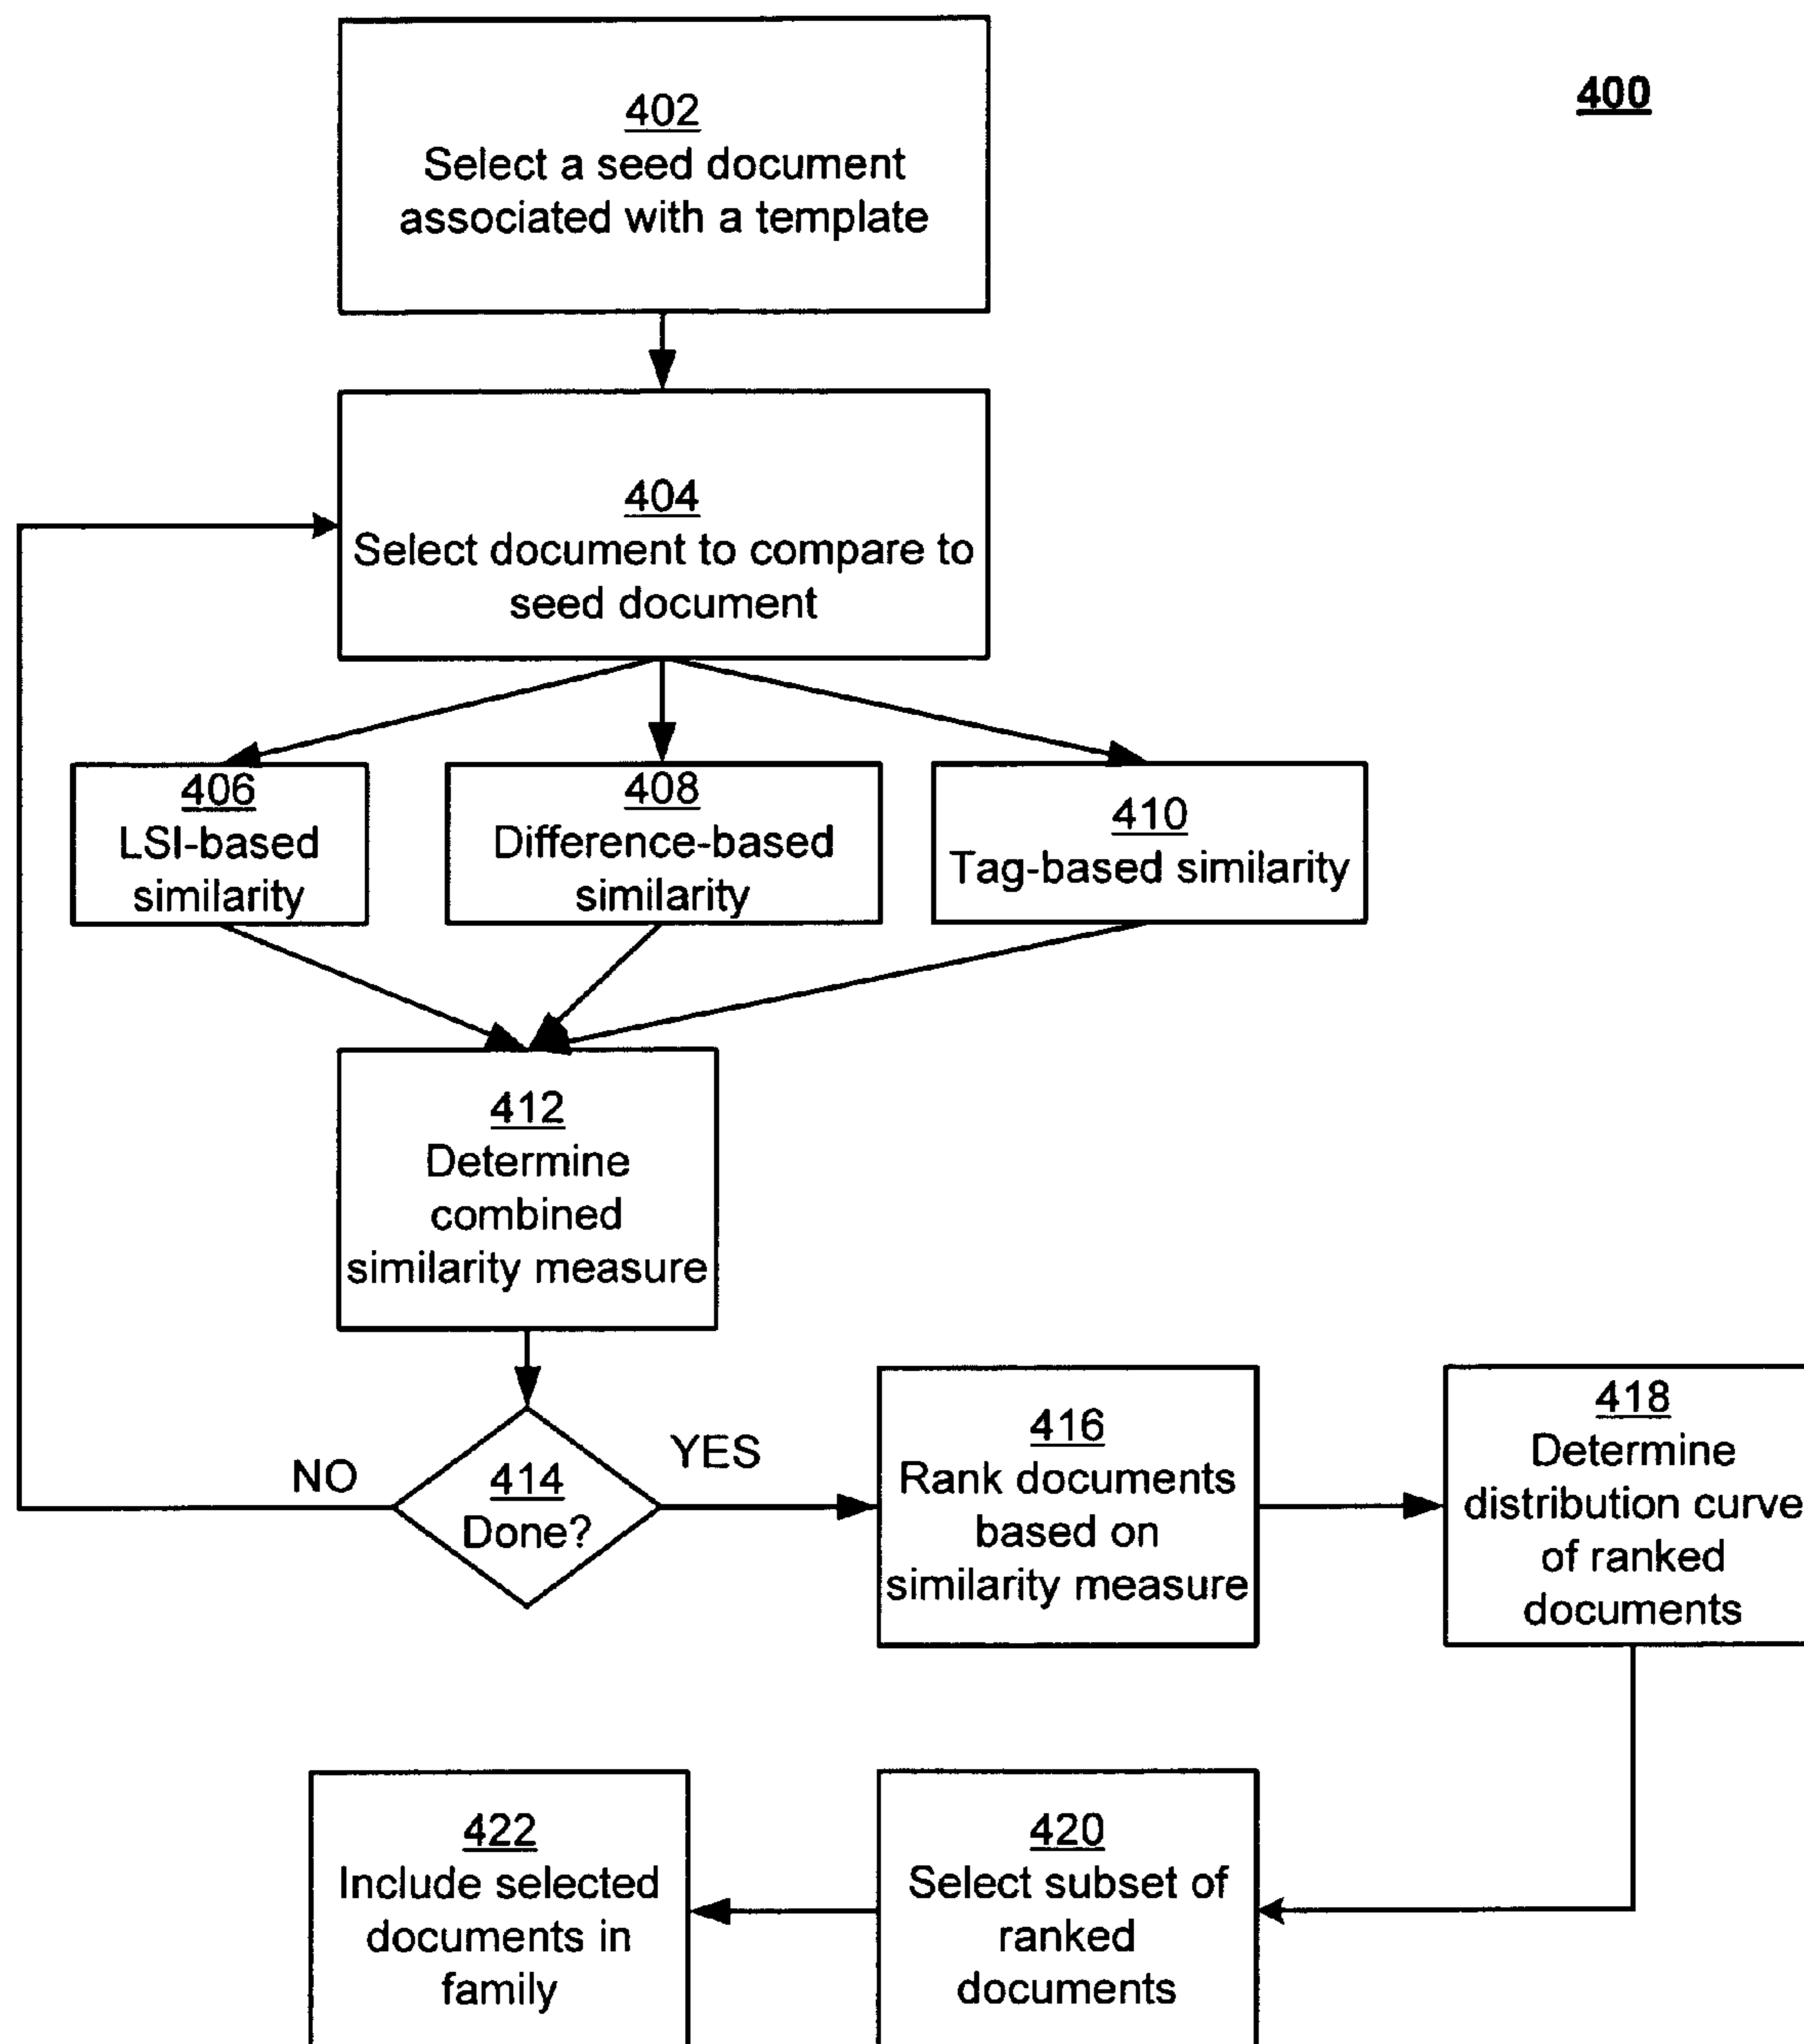 400
402
Select a seed document
associated with a template
404
Select document to compare to
seed document
406
LSI-based
similarity
408
Difference-based
similarity
410
Tag-based similarity
412
Determine
combined
similarity measure
414
Done?
NO
YES
416
Rank documents
based on
similarity measure
418
Determine
distribution curve
of ranked
documents
420
Select subset of
ranked
documents
422
Include selected
documents in
family